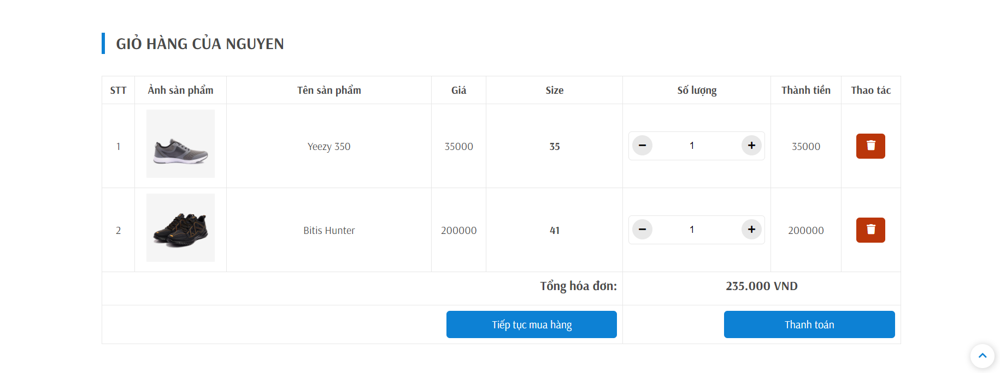 GIỎ HÀNG CỦA NGUYEN
STT Ảnh sản phẩm Tên sản phẩm Giá Size Số lượng Thành tiền Thao tác
1 Yeezy 350 35000 35 − 1 + 35000
2 Bitis Hunter 200000 41 − 1 + 200000
Tổng hóa đơn: 235.000 VND
Tiếp tục mua hàng Thanh toán